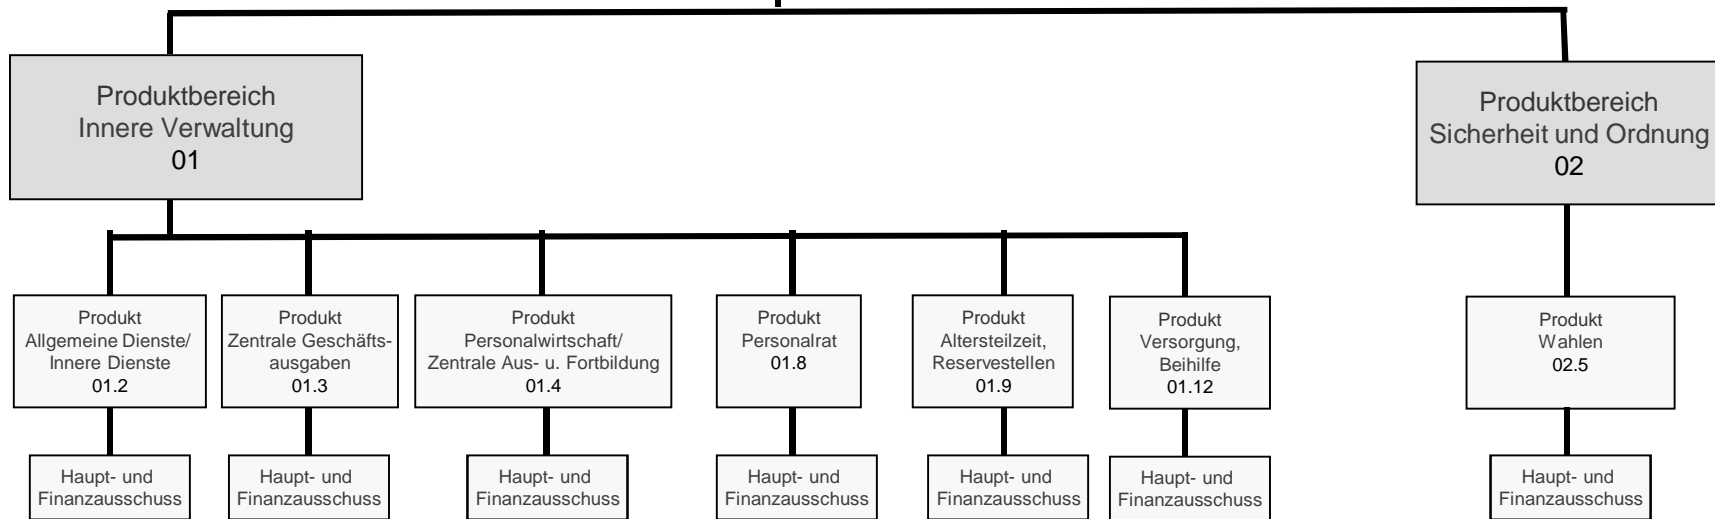 Produktbereich
Innere Verwaltung
01
Produktbereich
Sicherheit und Ordnung
02
Produkt
Allgemeine Dienste/
Innere Dienste
01.2
Produkt
Zentrale Geschäfts-
ausgaben
01.3
Produkt
Personalwirtschaft/
Zentrale Aus- u. Fortbildung
01.4
Produkt
Personalrat
01.8
Produkt
Altersteilzeit,
Reservestellen
01.9
Produkt
Versorgung,
Beihilfe
01.12
Produkt
Wahlen
02.5
Haupt- und
Finanzausschuss
Haupt- und
Finanzausschuss
Haupt- und
Finanzausschuss
Haupt- und
Finanzausschuss
Haupt- und
Finanzausschuss
Haupt- und
Finanzausschuss
Haupt- und
Finanzausschuss